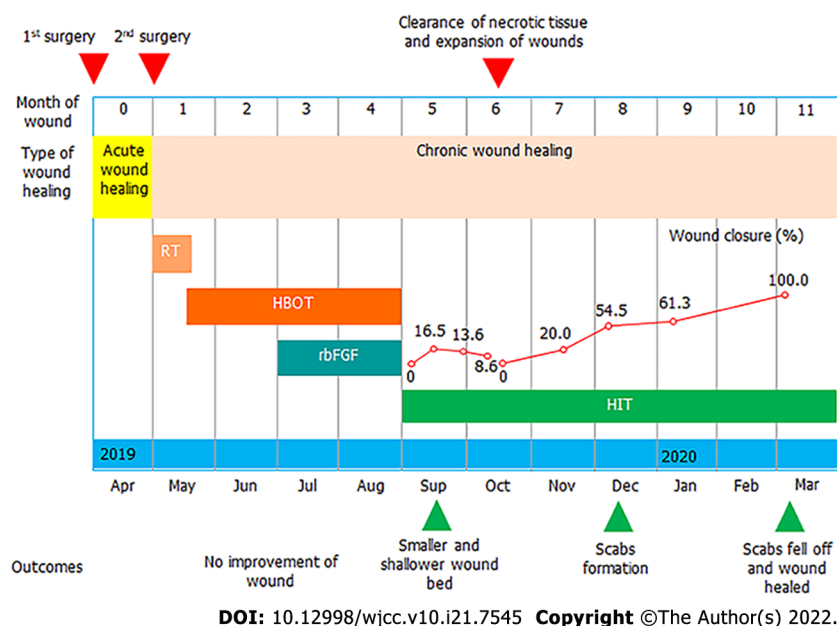 1st surgery 2nd surgery
Clearance of necrotic tissue
and expansion of wounds
Month of
wound
0 1 2 3 4 5 6 7 8 9 10 11
Type of
wound
healing
Acute
wound
healing
Chronic wound healing
RT
Wound closure (%)
HBOT
rbFGF
0
16.5
13.6
8.6
0
20.0
54.5
61.3
100.0
HIT
2019 2020
Apr May Jun Jul Aug Sup Oct Nov Dec Jan Feb Mar
Outcomes
No improvement of
wound
Smaller and
shallower wound
bed
Scabs
formation
Scabs fell off
and wound
healed
DOI: 10.12998/wjcc.v10.i21.7545 Copyright ©The Author(s) 2022.